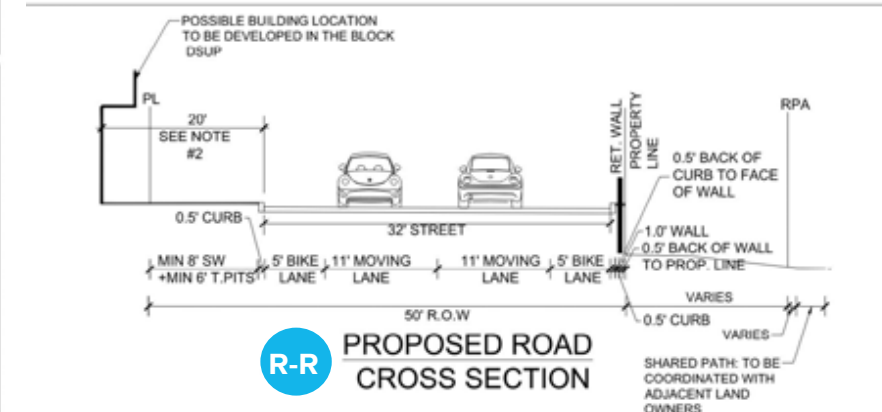 POSSIBLE BUILDING LOCATION
TO BE DEVELOPED IN THE BLOCK
DSUP
PL
20'
SEE NOTE
#2
RET. WALL
PROPERTY
LINE
RPA
0.5' BACK OF
CURB TO FACE
OF WALL
0.5' CURB
32' STREET
1.0' WALL
0.5' BACK OF WALL
TO PROP. LINE
MIN 8' SW
+MIN 6' T.PITS
5' BIKE
LANE
11' MOVING
LANE
11' MOVING
LANE
5' BIKE
LANE
50' R.O.W
VARIES
0.5' CURB
VARIES
R-R
PROPOSED ROAD
CROSS SECTION
SHARED PATH: TO BE
COORDINATED WITH
ADJACENT LAND
OWNERS